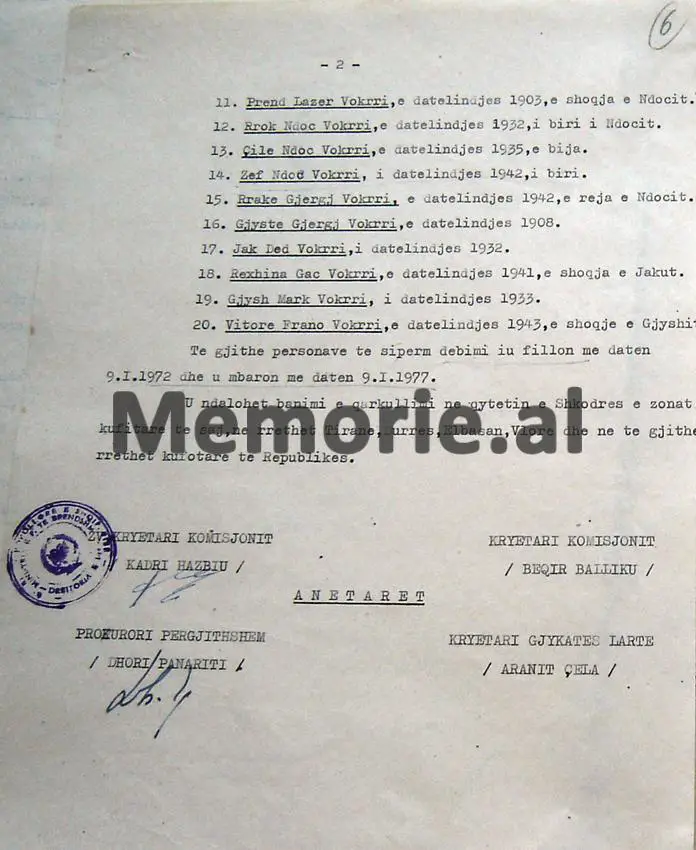 6
- 2 -
11. Prend Lazer Vokrri,e datelindjes 1903,e shoqja e Ndocit.
12. Rrok Ndoc Vokrri,e datelindjes 1932,i biri i Ndocit.
13. Çile Ndoc Vokrri,e datelindjes 1935,e bija.
14. Zef Ndoc Vokrri, i datelindjes 1942,i biri.
15. Rrake Gjergj Vokrri, e datelindjes 1942,e reja e Ndocit.
16. Gjyste Gjergj Vokrri,e datelindjes 1908.
17. Jak Ded Vokrri,i datelindjes 1932.
18. Rexhina Gac Vokrri,e datelindjes 1941,e shoqja e Jakut.
19. Gjysh Mark Vokrri, i datelindjes 1933.
20. Vitore Frano Vokrri,e datelindjes 1943,e shoqje e Gjyshit
Te gjithe personave te siperm debimi iu fillon me daten
9.I.1972 dhe u mbaron me daten 9.I.1977.
U ndalohet banimi e qarkullimi ne qytetin e Shkodres e zonat
kufitare te saj,ne rrethet Tirane,Durres,Elbasan,Vlore dhe ne te gjithe
rrethet kufotare te Republikes.
Memorie.al
KRYETARI KOMISJONIT
/ KADRI HAZBIU /
KRYETARI KOMISJONIT
/ BEQIR BALLIKU /
ANETARET
PROKURORI PERGJITHSHEM
/ DHORI PANARITI /
KRYETARI GJYKATES LARTE
/ ARANIT ÇELA /